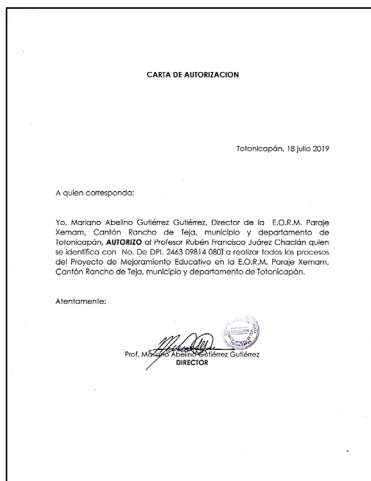 CARTA DE AUTORIZACION
Totonicapán, 18 julio 2019
A quien corresponda:
Yo, Mariano Abelino Gutiérrez Gutiérrez, Director de la E.O.R.M. Paraje
Xemam, Cantón Rancho de Teja, municipio y departamento de
Totonicapán, AUTORIZO al Profesor Rubén Francisco Juárez Chaclán quien
se identifica con No. De DPI. 2463 09814 0801 a realizar todos los procesos
del Proyecto de Mejoramiento Educativo en la E.O.R.M. Paraje Xemam,
Cantón Rancho de Teja, municipio y departamento de Totonicapán.
Atentamente:
Prof. Mariano Abelino Gutiérrez Gutiérrez
DIRECTOR